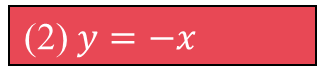 (2) y = −x